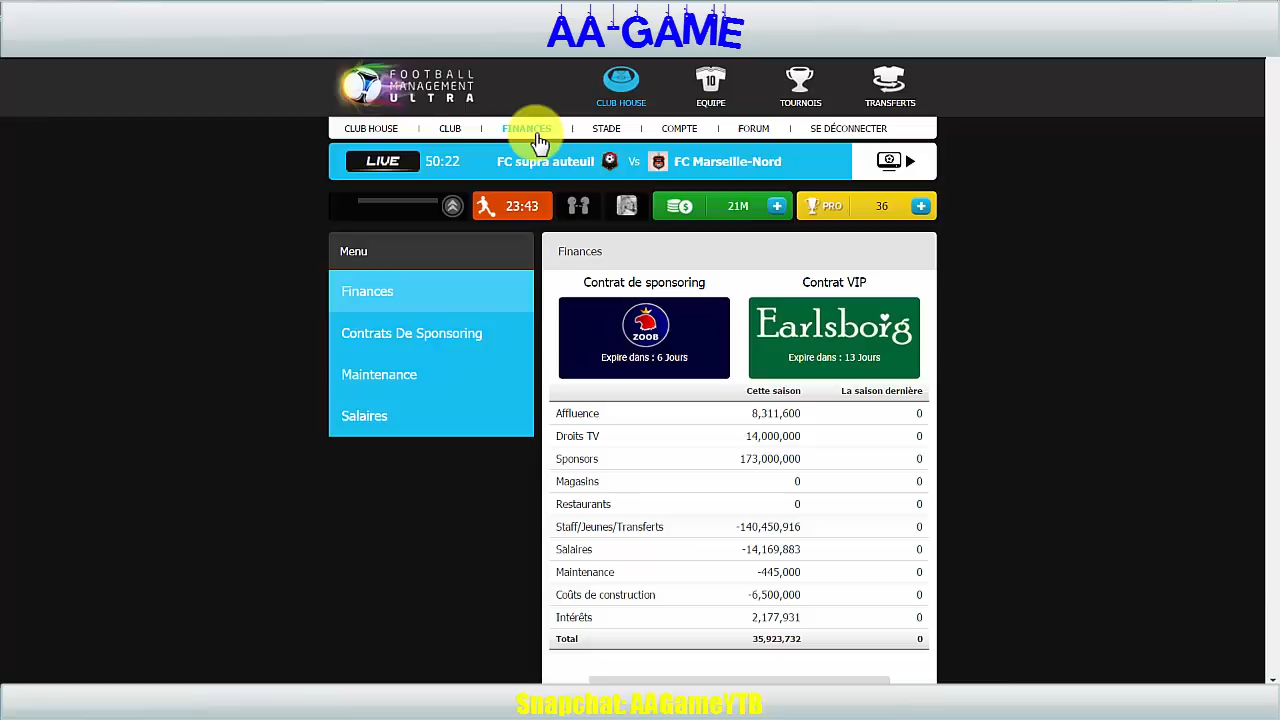 AA-GAME
FOOTBALL
MANAGEMENT
ULTRA
CLUB HOUSE
EQUIPE
TOURNOIS
TRANSFERTS
CLUB HOUSE | CLUB | FINANCES | STADE | COMPTE | FORUM | SE DÉCONNECTER
LIVE 50:22 FC supra auteuil Vs FC Marseille-Nord
23:43 21M PRO 36
Menu
Finances
Contrats De Sponsoring
Maintenance
Salaires
Finances
Contrat de sponsoring Contrat VIP
ZOOB
Expire dans : 6 Jours
Earlsborg
Expire dans : 13 Jours
Cette saison La saison dernière
Affluence 8,311,600 0
Droits TV 14,000,000 0
Sponsors 173,000,000 0
Magasins 0 0
Restaurants 0 0
Staff/Jeunes/Transferts -140,450,916 0
Salaires -14,169,883 0
Maintenance -445,000 0
Coûts de construction -6,500,000 0
Intérêts 2,177,931 0
Total 35,923,732 0
Snapchat: AAGameYTB